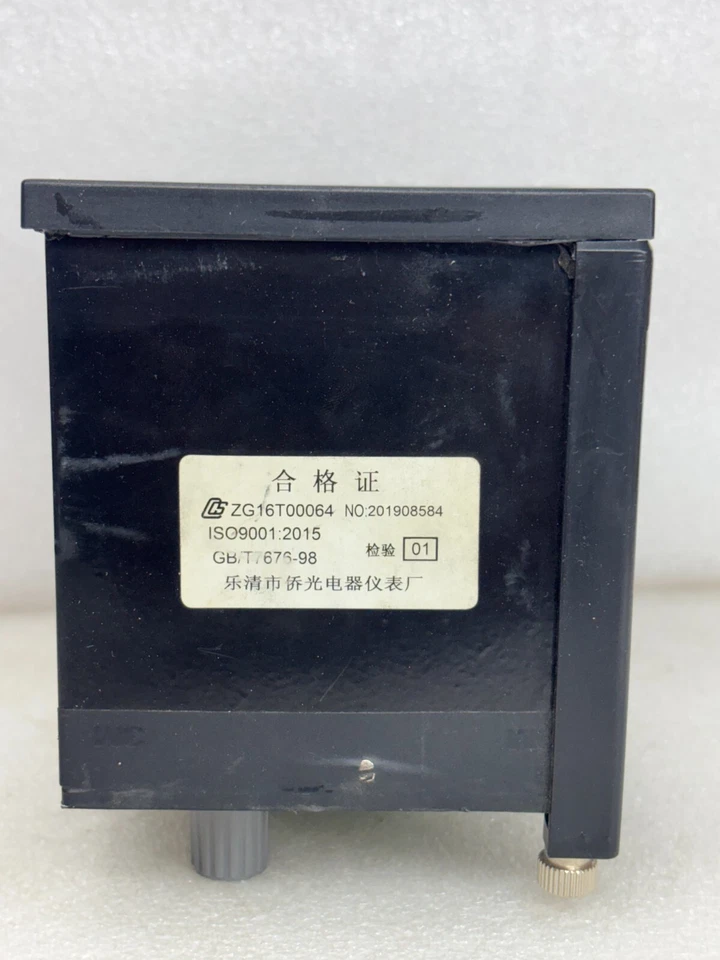 合格证
ZG16T00064 NO:201908584
ISO9001:2015
GB/T7676-98 检验 01
乐清市侨光电器仪表厂